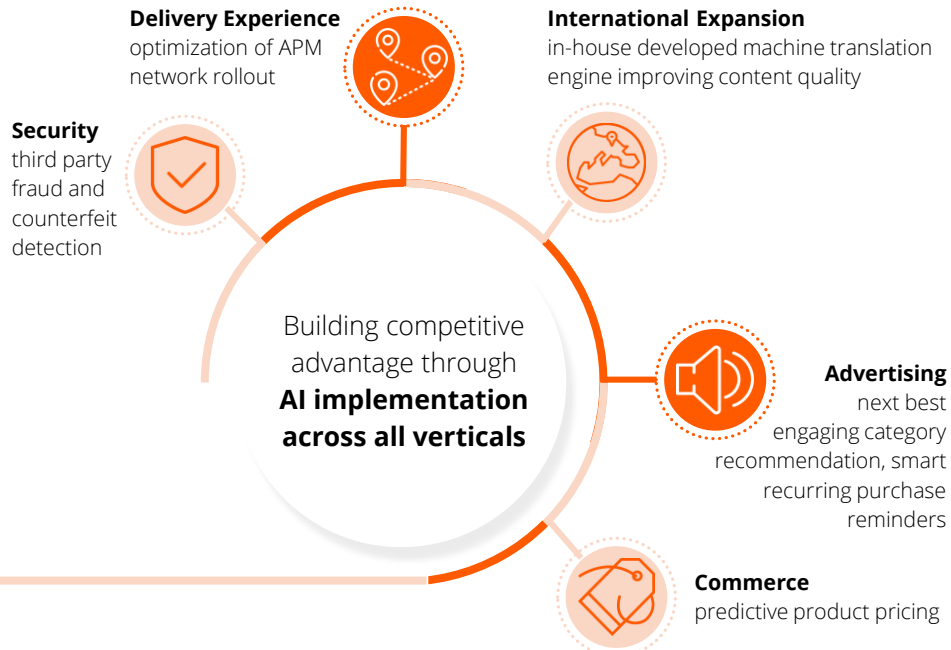 Delivery Experience
optimization of APM
network rollout
International Expansion
in-house developed machine translation
engine improving content quality
Security
third party
fraud and
counterfeit
detection
Building competitive
advantage through
AI implementation
across all verticals
Advertising
next best
engaging category
recommendation, smart
recurring purchase
reminders
Commerce
predictive product pricing